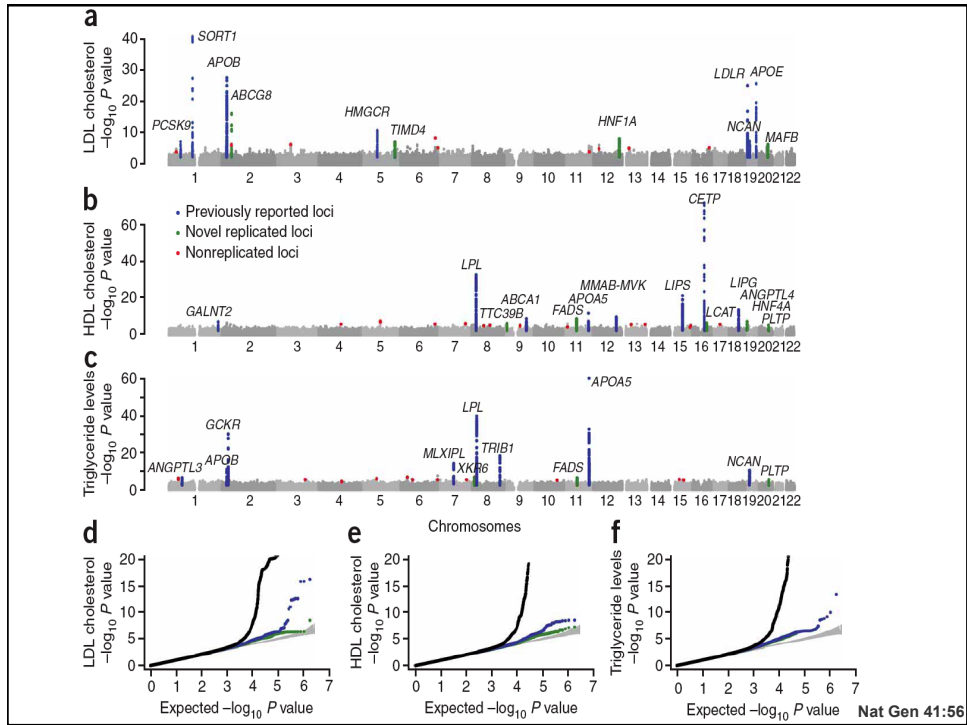 a
LDL cholesterol
–log10 P value
40
30
20
10
0
SORT1
APOB
ABCG8
PCSK9
HMGCR
TIMD4
HNF1A
LDLR
APOE
NCAN
MAFB
1 2 3 4 5 6 7 8 9 10 11 12 13 14 15 16 17 18 19 20 21 22
b
HDL cholesterol
–log10 P value
60
40
20
0
Previously reported loci
Novel replicated loci
Nonreplicated loci
GALNT2
LPL
TTC39B
ABCA1
FADS
APOA5
MMAB-MVK
LIPS
CETP
LCAT
LIPG
ANGPTL4
HNF4A
PLTP
1 2 3 4 5 6 7 8 9 10 11 12 13 14 15 16 17 18 19 20 21 22
c
Triglyceride levels
–log10 P value
60
40
20
0
ANGPTL3
APOB
GCKR
MLXIPL
XKR6
LPL
TRIB1
FADS
APOA5
NCAN
PLTP
1 2 3 4 5 6 7 8 9 10 11 12 13 14 15 16 17 18 19 20 21 22
Chromosomes
d
LDL cholesterol
–log10 P value
20
15
10
5
0
0 1 2 3 4 5 6 7
Expected –log10 P value
e
HDL cholesterol
–log10 P value
20
15
10
5
0
0 1 2 3 4 5 6 7
Expected –log10 P value
f
Triglyceride levels
–log10 P value
20
15
10
5
0
0 1 2 3 4 5 6 7
Expected –log10 P value
Nat Gen 41:56